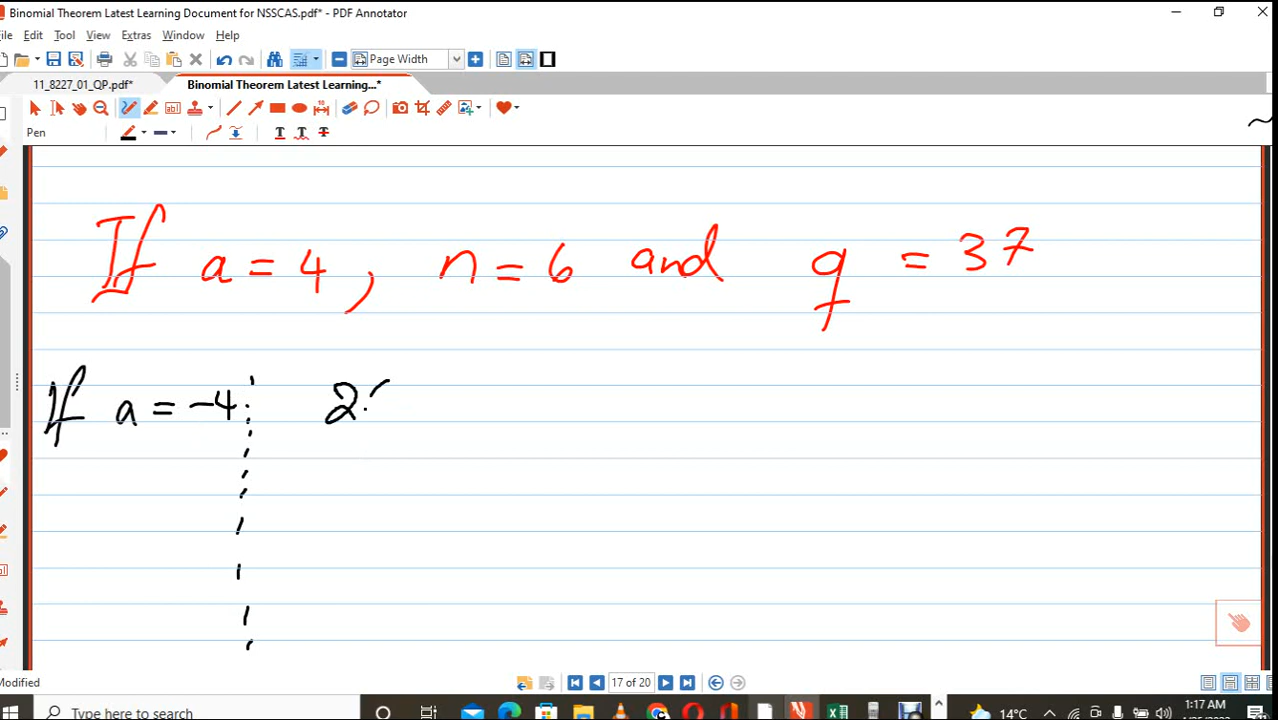 Binomial Theorem Latest Learning Document for NSSCAS.pdf* - PDF Annotator
ile Edit Tool View Extras Window Help
Page Width
11_8227_01_QP.pdf* Binomial Theorem Latest Learning...*
Pen
If a = 4 , n = 6 and q = 37
If a = -4 2
Modified
17 of 20
Type here to search
14°C
1:17 AM